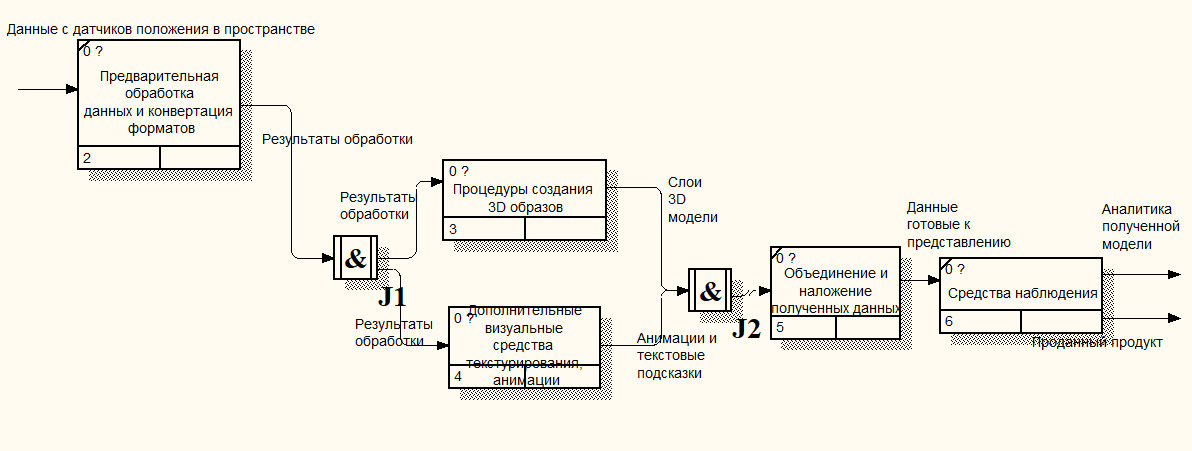 Данные с датчиков положения в пространстве
0 ?
Предварительная
обработка
данных и конвертация
форматов
2
Результаты обработки
Результаты
обработки
&
J1
Результаты
обработки
0 ?
Процедуры создания
3D образов
3
0 ?
Дополнительные
визуальные
средства
текстурирования,
анимации
4
Слои
3D
модели
Анимации и
текстовые
подсказки
&
J2
0 ?
Объединение и
наложение
полученных данных
5
Данные
готовые к
представлению
0 ?
Средства наблюдения
6
Аналитика
полученной
модели
Проданный продукт